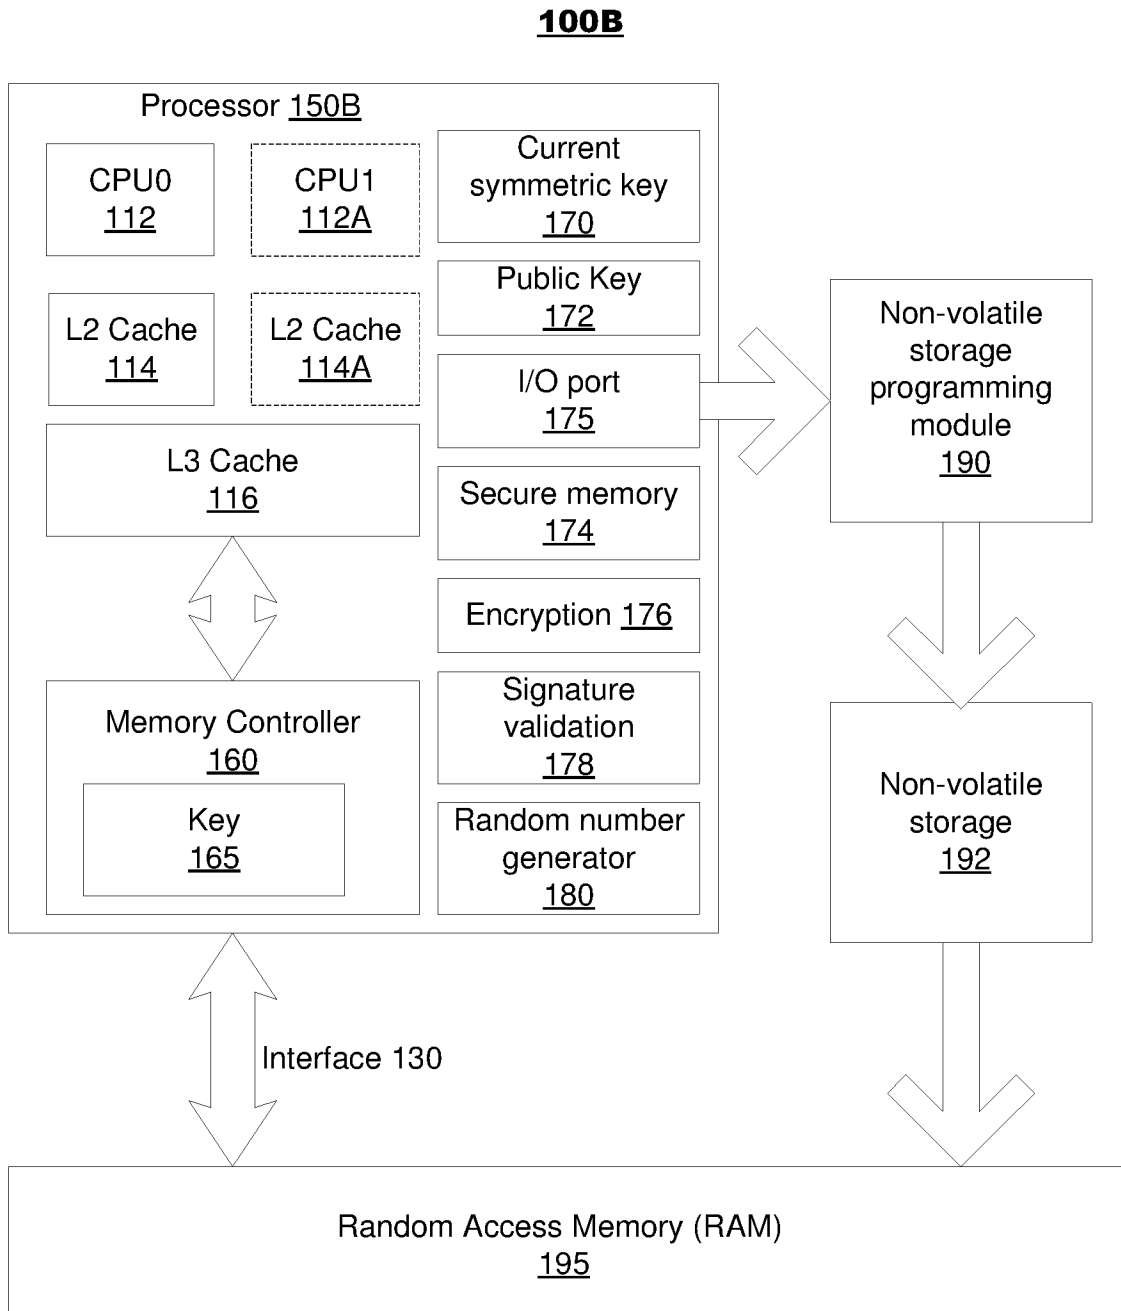 100B
Processor 150B
CPU0
112
CPU1
112A
Current
symmetric key
170
Public Key
172
L2 Cache
114
L2 Cache
114A
I/O port
175
L3 Cache
116
Secure memory
174
Encryption 176
Memory Controller
160
Key
165
Signature
validation
178
Random number
generator
180
Non-volatile
storage
programming
module
190
Non-volatile
storage
192
Interface 130
Random Access Memory (RAM)
195